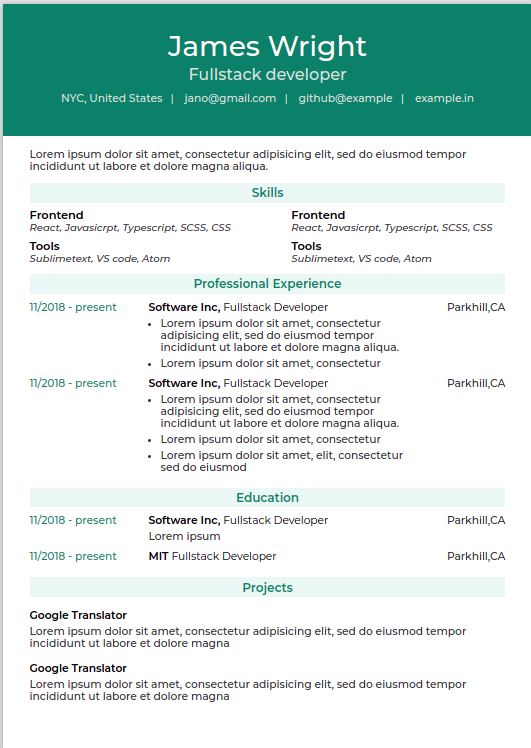 James Wright
Fullstack developer
NYC, United States | jano@gmail.com | github@example | example.in
Lorem ipsum dolor sit amet, consectetur adipisicing elit, sed do eiusmod tempor
incididunt ut labore et dolore magna aliqua.
Skills
Frontend Frontend
React, Javasicrpt, Typescript, SCSS, CSS React, Javasicrpt, Typescript, SCSS, CSS
Tools Tools
Sublimetext, VS code, Atom Sublimetext, VS code, Atom
Professional Experience
11/2018 - present Software Inc, Fullstack Developer Parkhill,CA
• Lorem ipsum dolor sit amet, consectetur
adipisicing elit, sed do eiusmod tempor
incididunt ut labore et dolore magna aliqua.
• Lorem ipsum dolor sit amet, consectetur
11/2018 - present Software Inc, Fullstack Developer Parkhill,CA
• Lorem ipsum dolor sit amet, consectetur
adipisicing elit, sed do eiusmod tempor
incididunt ut labore et dolore magna aliqua.
• Lorem ipsum dolor sit amet, consectetur
• Lorem ipsum dolor sit amet, elit, consectetur
sed do eiusmod
Education
11/2018 - present Software Inc, Fullstack Developer Parkhill,CA
Lorem ipsum
11/2018 - present MIT Fullstack Developer Parkhill,CA
Projects
Google Translator
Lorem ipsum dolor sit amet, consectetur adipisicing elit, sed do eiusmod tempor
incididunt ut labore et dolore magna
Google Translator
Lorem ipsum dolor sit amet, consectetur adipisicing elit, sed do eiusmod tempor
incididunt ut labore et dolore magna